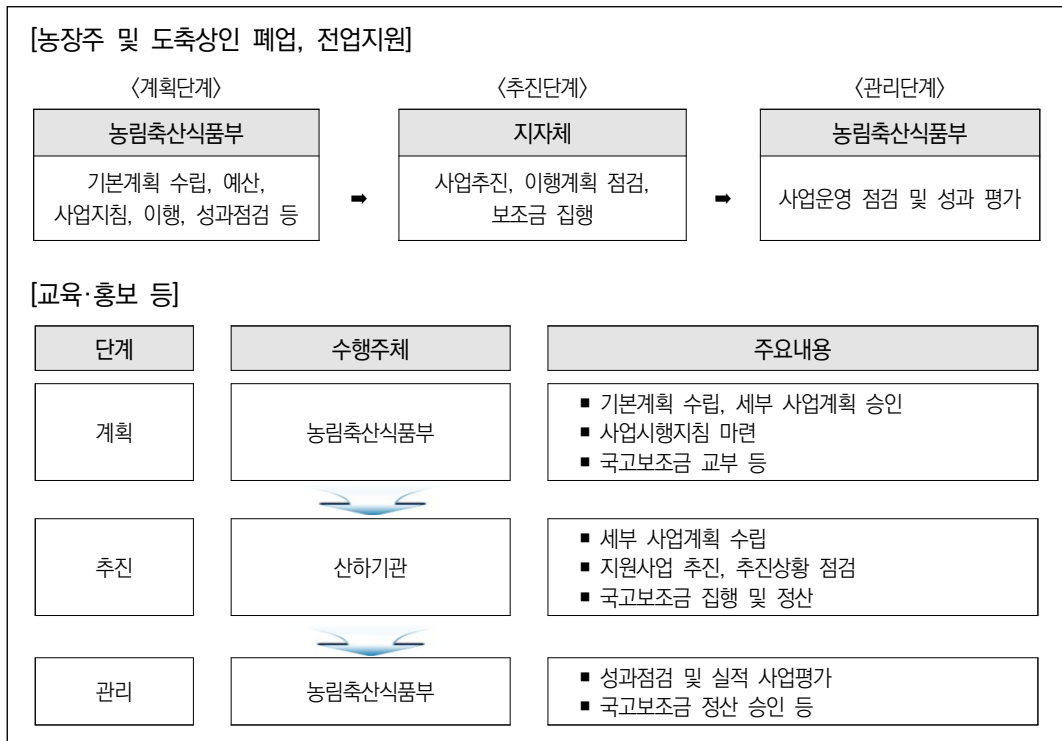 [농장주 및 도축상인 폐업, 전업지원]
〈계획단계〉 〈추진단계〉 〈관리단계〉
농림축산식품부 지자체 농림축산식품부
기본계획 수립, 예산,
사업지침, 이행, 성과점검 등
➡
사업추진, 이행계획 점검,
보조금 집행
➡
사업운영 점검 및 성과 평가
[교육·홍보 등]
단계 수행주체 주요내용
계획 농림축산식품부
■ 기본계획 수립, 세부 사업계획 승인
■ 사업시행지침 마련
■ 국고보조금 교부 등
추진 산하기관
■ 세부 사업계획 수립
■ 지원사업 추진, 추진상황 점검
■ 국고보조금 집행 및 정산
관리 농림축산식품부
■ 성과점검 및 실적 사업평가
■ 국고보조금 정산 승인 등